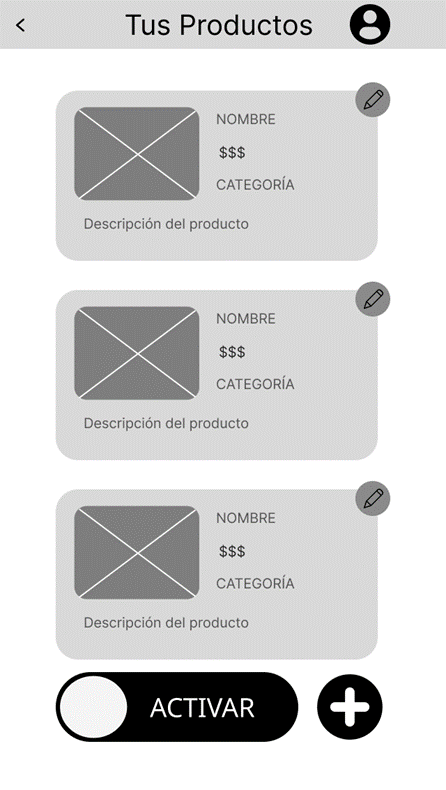 Tus Productos
NOMBRE
$$$
CATEGORÍA
Descripción del producto
NOMBRE
$$$
CATEGORÍA
Descripción del producto
NOMBRE
$$$
CATEGORÍA
Descripción del producto
ACTIVAR